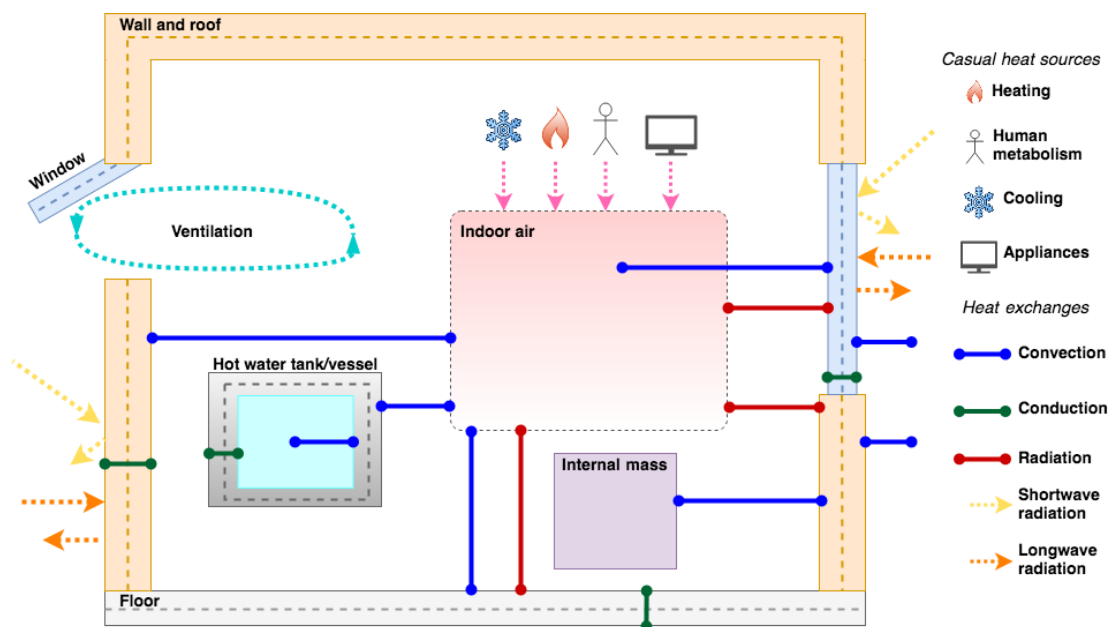 Wall and roof
Casual heat sources
Heating
Human
metabolism
Window
Cooling
Ventilation
Indoor air
Appliances
Heat exchanges
Convection
Hot water tank/vessel
Conduction
Internal mass
Radiation
Shortwave
radiation
Longwave
radiation
Floor